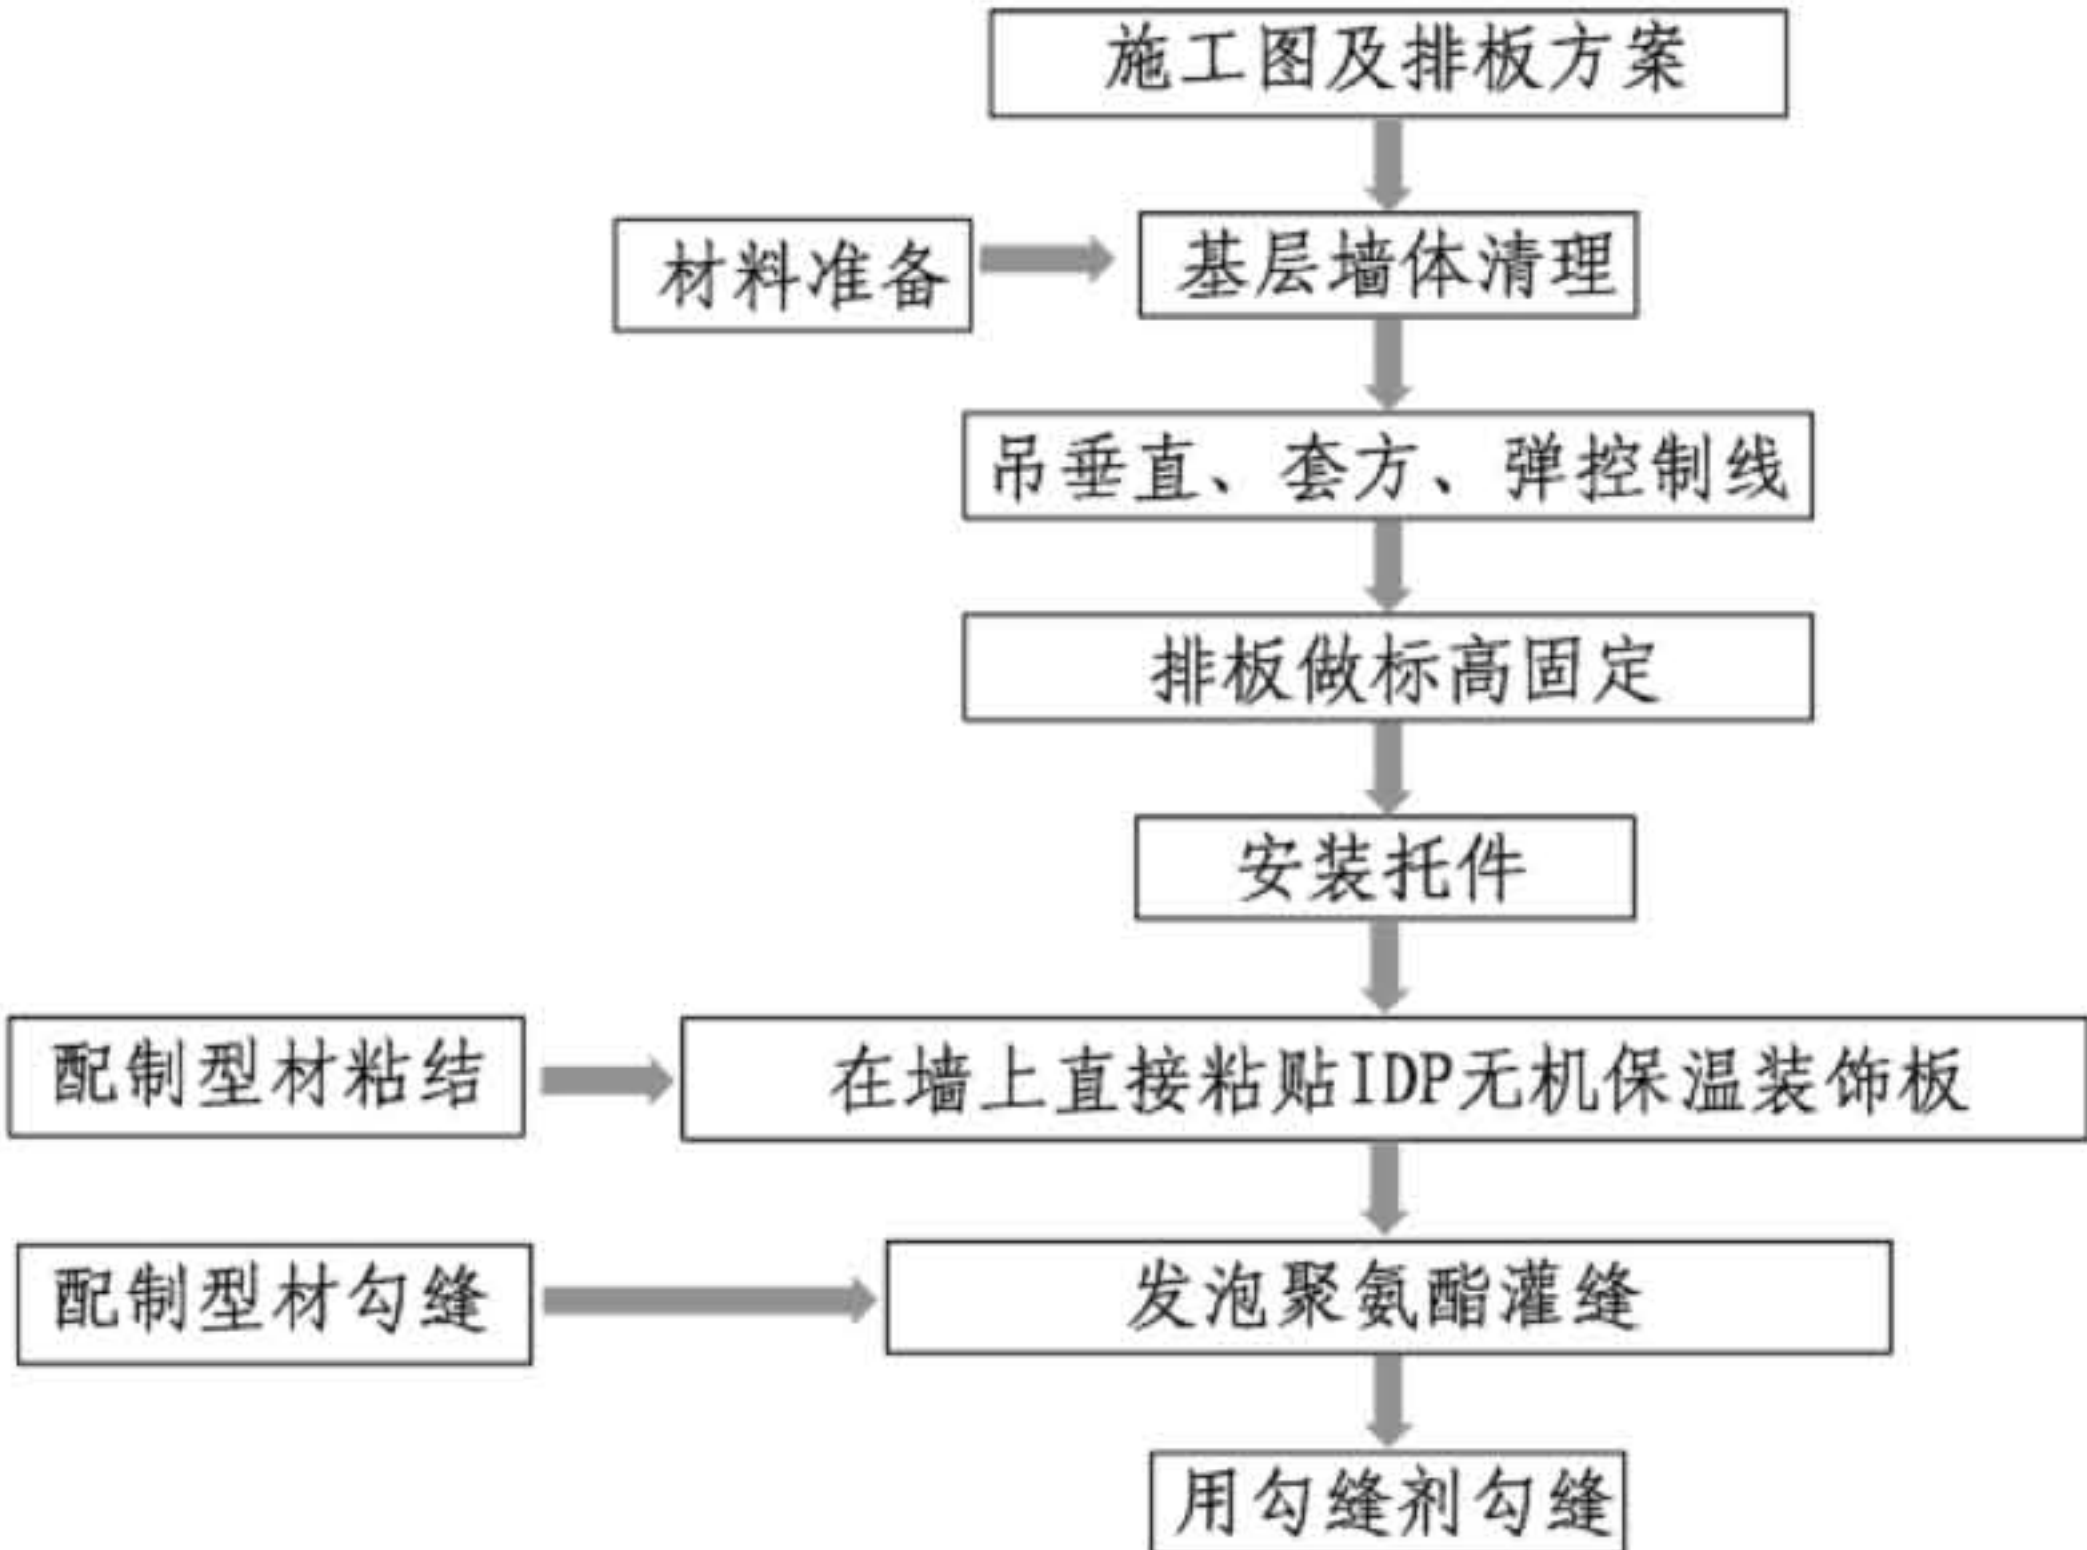 施工图及排板方案
材料准备
基层墙体清理
吊垂直、套方、弹控制线
排板做标高固定
安装托件
配制型材粘结
在墙上直接粘贴IDP无机保温装饰板
配制型材勾缝
发泡聚氨酯灌缝
用勾缝剂勾缝